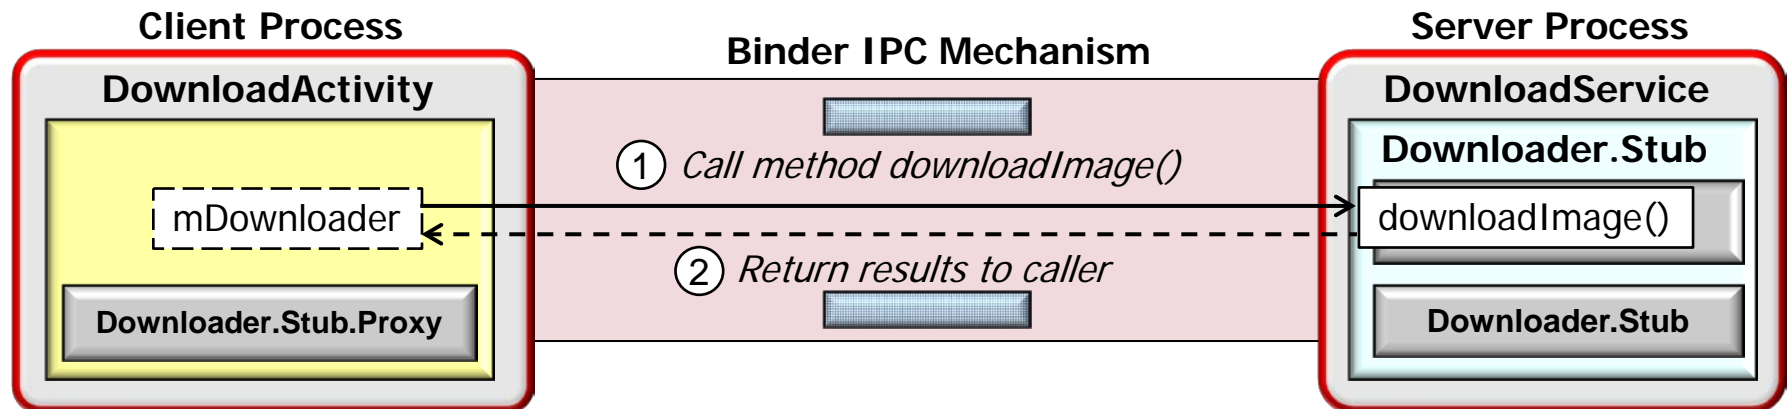 Client Process
Binder IPC Mechanism
Server Process
DownloadActivity
DownloadService
Downloader.Stub
1 Call method downloadImage()
mDownloader
downloadImage()
2 Return results to caller
Downloader.Stub.Proxy
Downloader.Stub